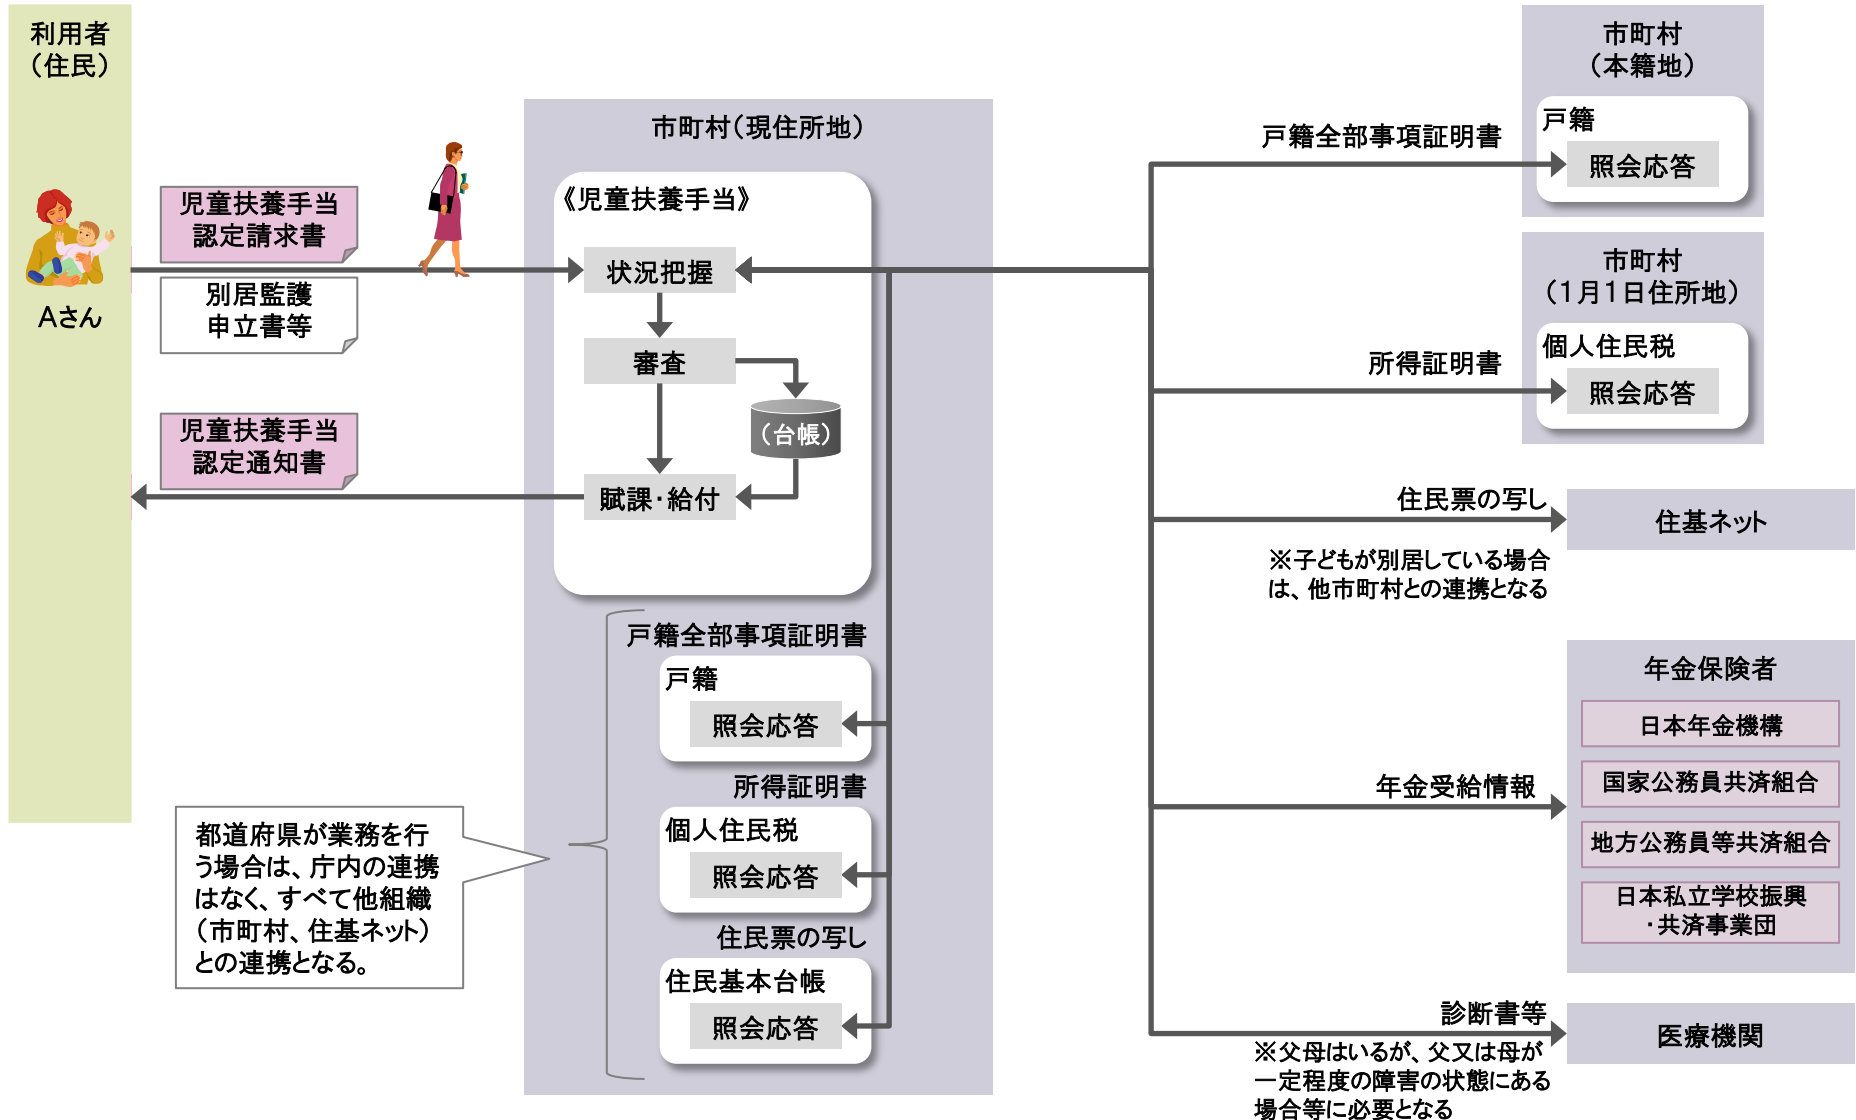 利用者
（住民）
Aさん
児童扶養手当
認定請求書
別居監護
申立書等
児童扶養手当
認定通知書
市町村（現住所地）
《児童扶養手当》
状況把握
審査
（台帳）
賦課・給付
戸籍全部事項証明書
戸籍
照会応答
所得証明書
個人住民税
照会応答
住民票の写し
住民基本台帳
照会応答
都道府県が業務を行
う場合は、庁内の連携
はなく、すべて他組織
（市町村、住基ネット）
との連携となる。
市町村
（本籍地）
戸籍全部事項証明書
戸籍
照会応答
市町村
（1月1日住所地）
所得証明書
個人住民税
照会応答
住民票の写し
住基ネット
※子どもが別居している場合
は、他市町村との連携となる
年金受給情報
年金保険者
日本年金機構
国家公務員共済組合
地方公務員等共済組合
日本私立学校振興
・共済事業団
診断書等
医療機関
※父母はいるが、父又は母が
一定程度の障害の状態にある
場合等に必要となる